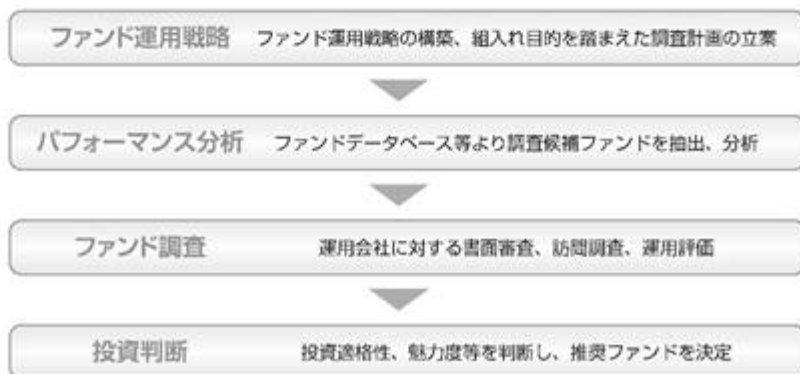 ファンド運用戦略 ファンド運用戦略の構築、組入れ目的を踏まえた調査計画の立案
パフォーマンス分析 ファンドデータベース等より調査候補ファンドを抽出、分析
ファンド調査 運用会社に対する書面審査、訪問調査、運用評価
投資判断 投資適格性、魅力度等を判断し、推奨ファンドを決定